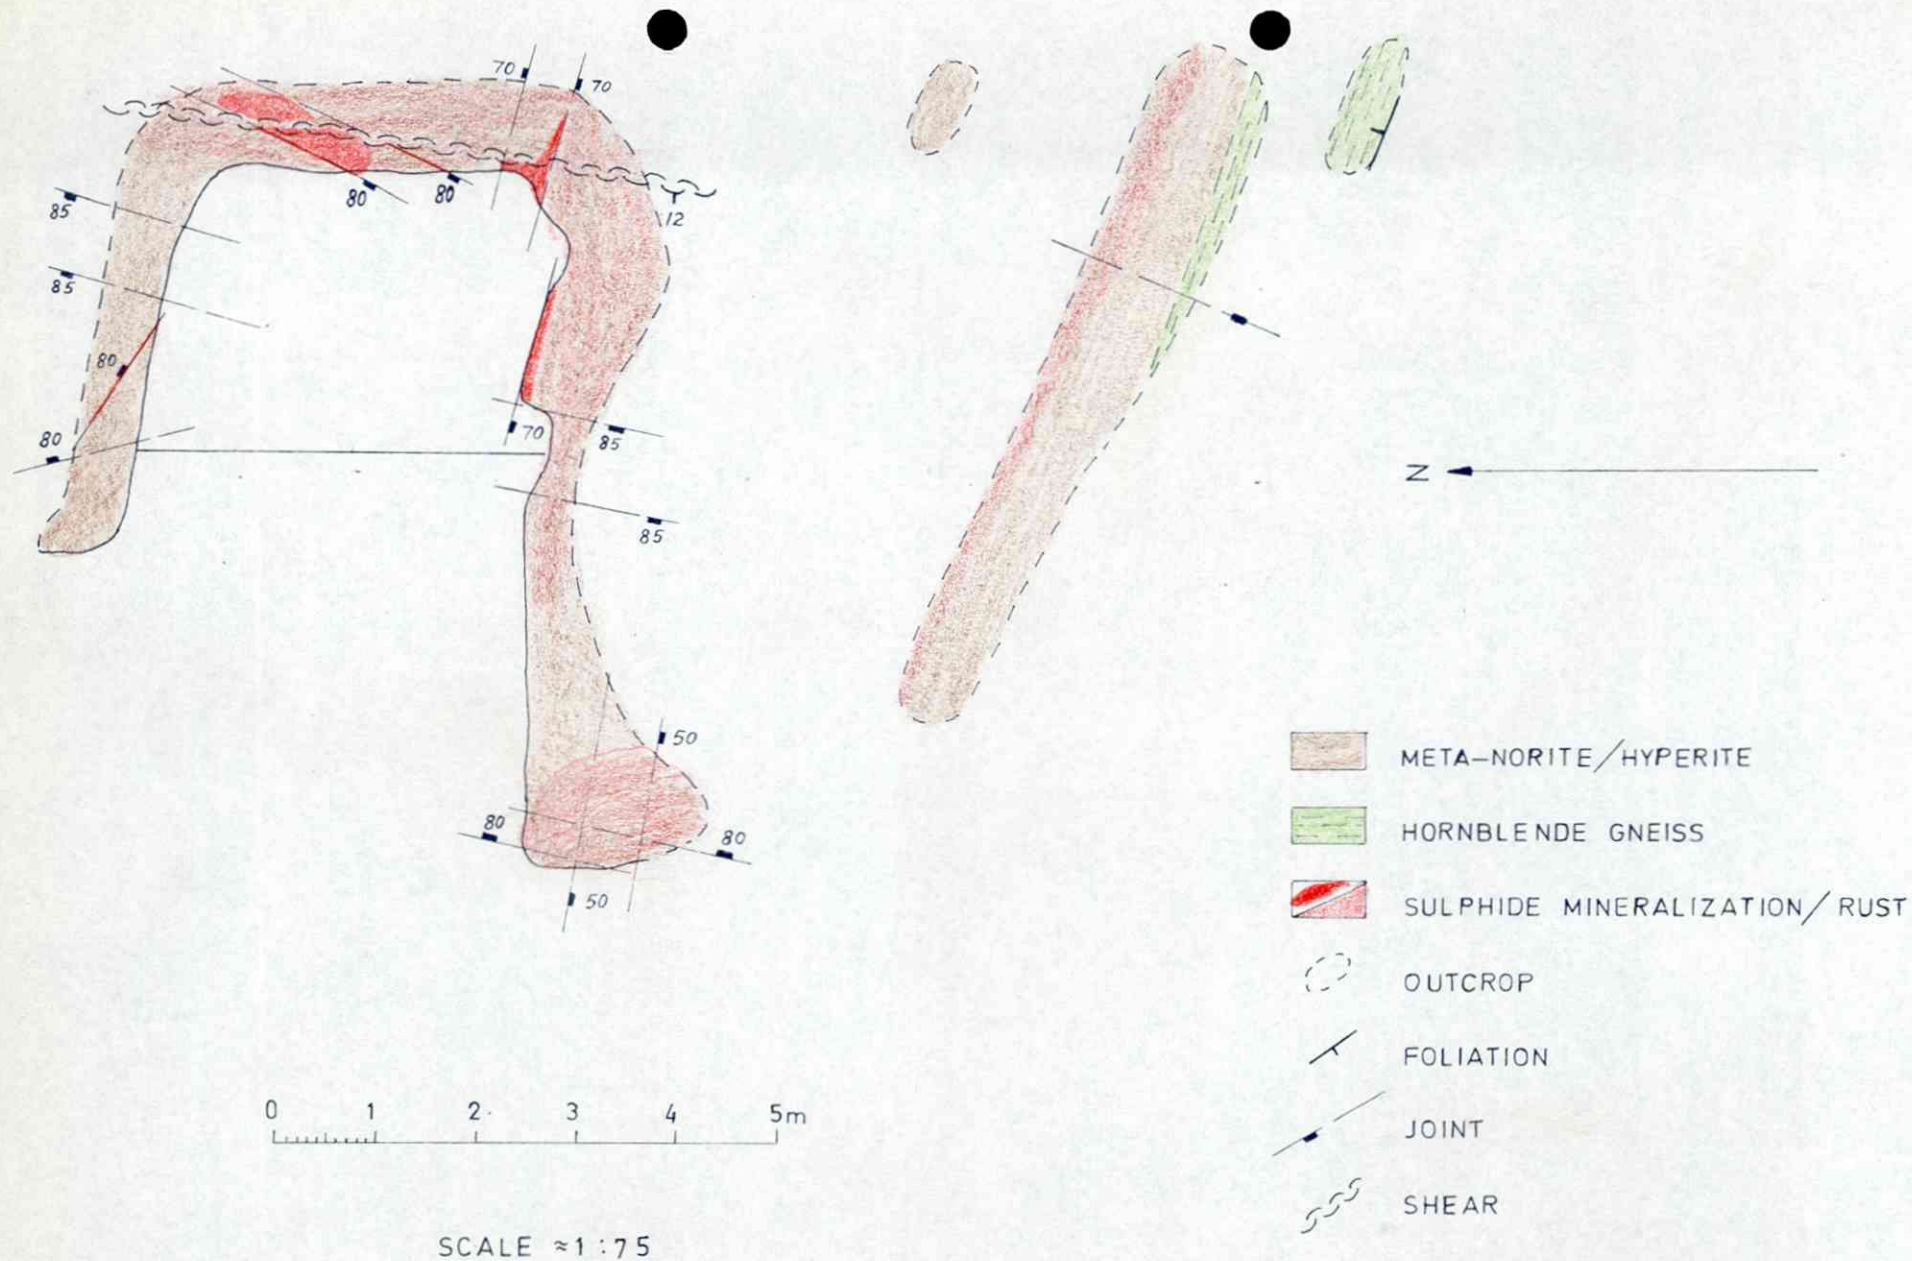 70
70
80
80
12
85
85
80
80
70
85
85
50
80
80
50
N
META-NORITE/HYPERITE
HORNBLENDE GNEISS
SULPHIDE MINERALIZATION/RUST
OUTCROP
FOLIATION
JOINT
SHEAR
0 1 2 3 4 5m
SCALE ≈1:75